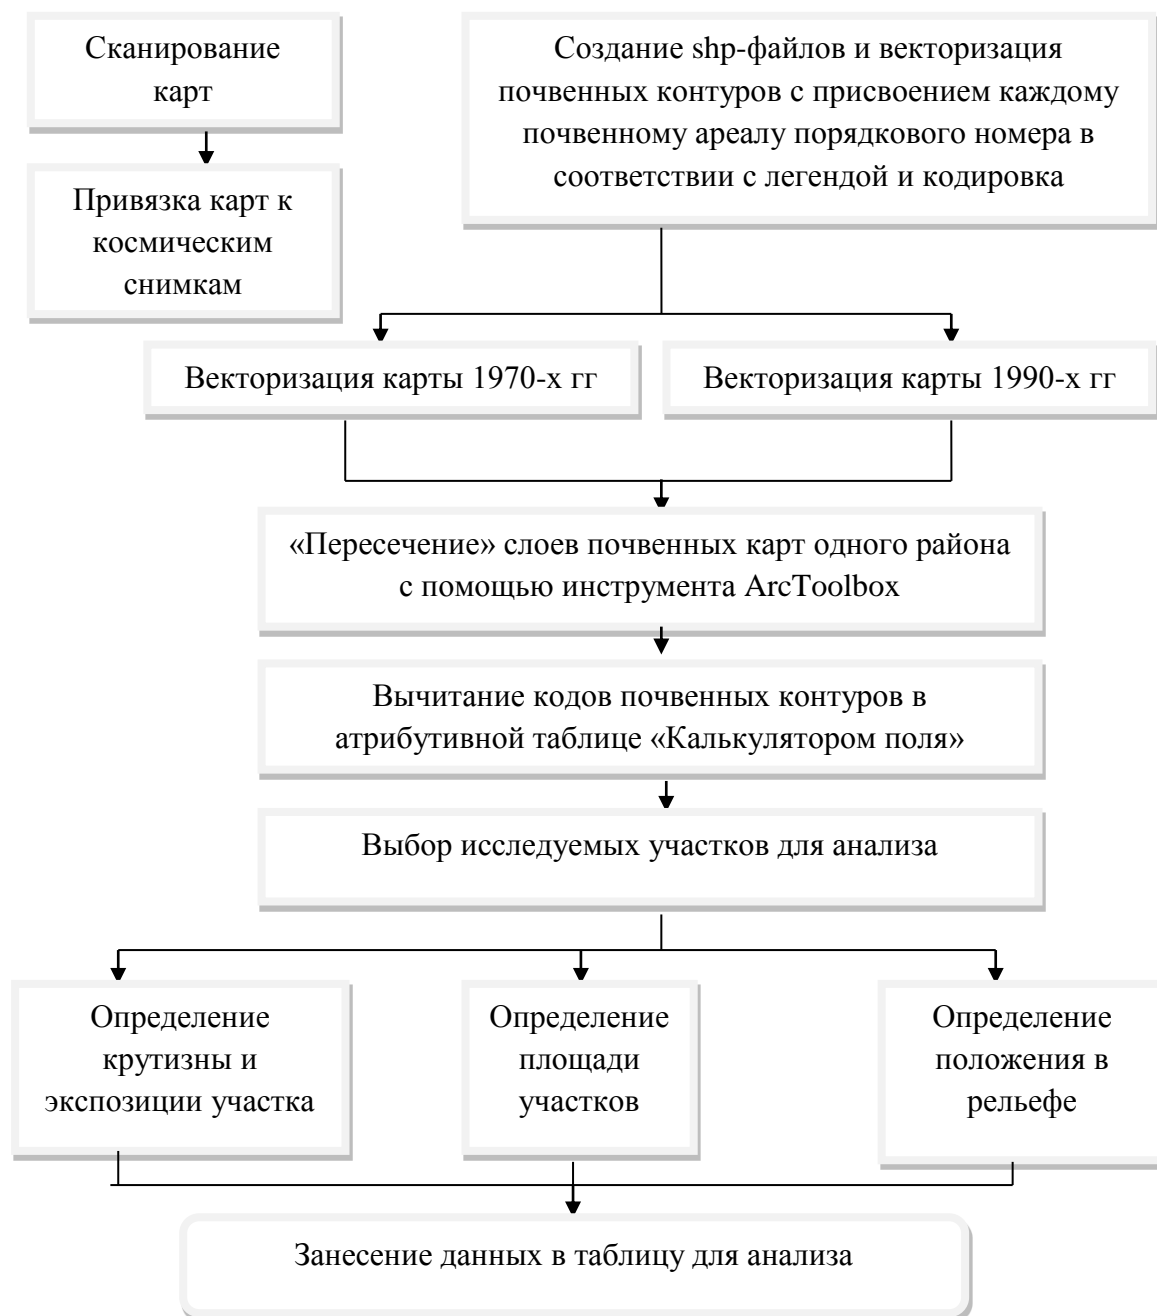 Сканирование
карт
Привязка карт к
космическим
снимкам
Создание shp-файлов и векторизация
почвенных контуров с присвоением каждому
почвенному ареалу порядкового номера в
соответствии с легендой и кодировка
Векторизация карты 1970-х гг
Векторизация карты 1990-х гг
«Пересечение» слоев почвенных карт одного района
с помощью инструмента ArcToolbox
Вычитание кодов почвенных контуров в
атрибутивной таблице «Калькулятором поля»
Выбор исследуемых участков для анализа
Определение
крутизны и
экспозиции участка
Определение
площади
участков
Определение
положения в
рельефе
Занесение данных в таблицу для анализа